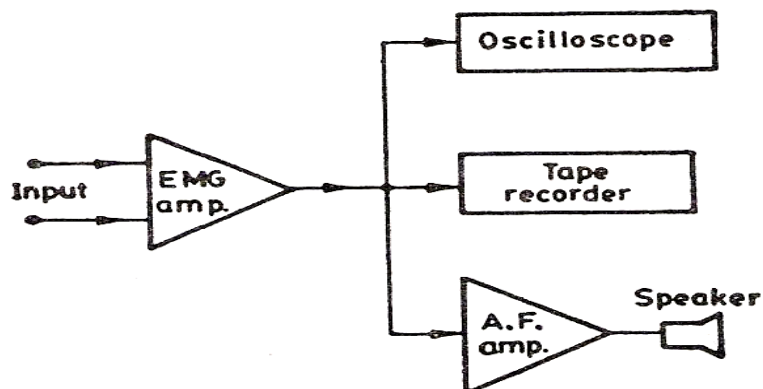 Oscilloscope
Input
EMG
amp.
Tape
recorder
Speaker
A.F.
amp.